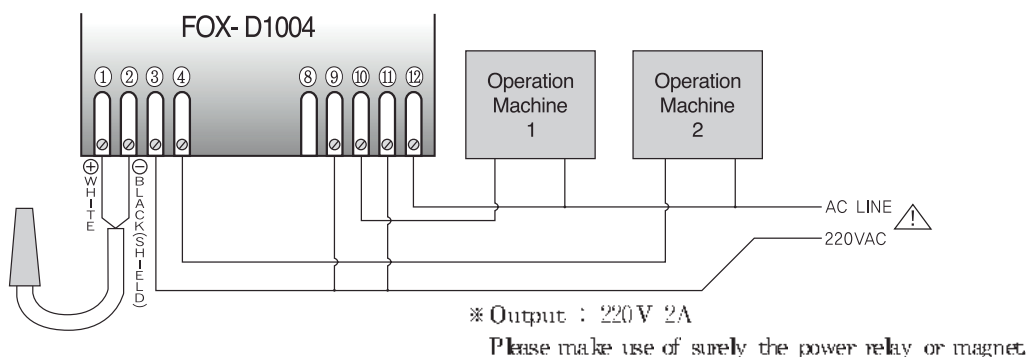 FOX- D1004
① ② ③ ④ ⑧ ⑨ ⑩ ⑪ ⑫
Operation
Machine
1
Operation
Machine
2
⊕ WHITE
⊖ BLACK(SHIELD)
AC LINE
220VAC
※ Output : 220V 2A
Please make use of surely the power relay or magnet